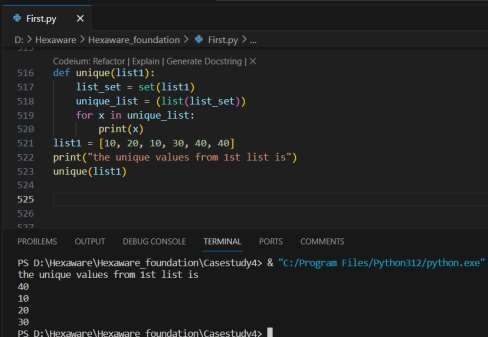 First.py ×
D: > Hexaware > Hexaware_foundation > First.py > ...
515
Codeium: Refactor | Explain | Generate Docstring | ×
516 def unique(list1):
517     list_set = set(list1)
518     unique_list = (list(list_set))
519     for x in unique_list:
520         print(x)
521 list1 = [10, 20, 10, 30, 40, 40]
522 print("the unique values from 1st list is")
523 unique(list1)
524
525
526
527
PROBLEMS OUTPUT DEBUG CONSOLE TERMINAL PORTS COMMENTS
PS D:\Hexaware\Hexaware_foundation\Casestudy4> & "C:/Program Files/Python312/python.exe"
the unique values from 1st list is
40
10
20
30
PS D:\Hexaware\Hexaware_foundation\Casestudy4>